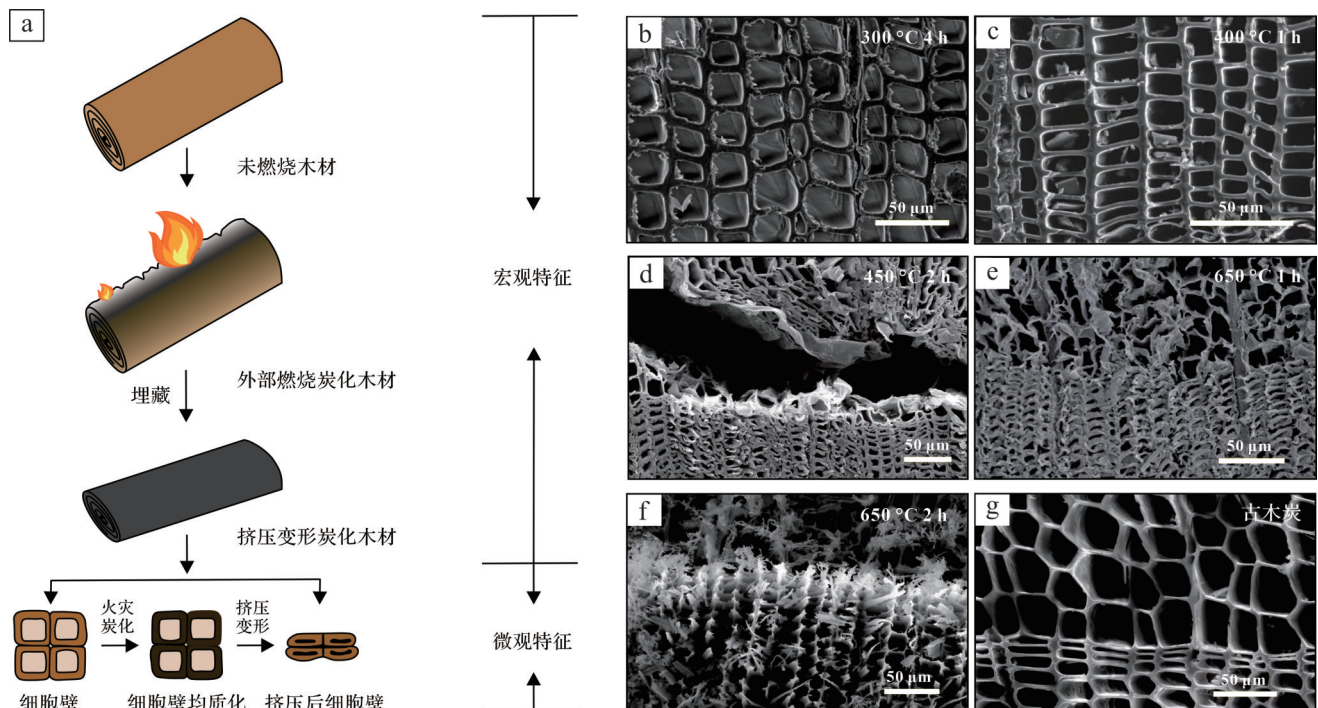 a
未燃烧木材
外部燃烧炭化木材
埋藏
挤压变形炭化木材
火灾
炭化
挤压
变形
细胞壁
细胞壁均质化
挤压后细胞壁
宏观特征
微观特征
b
300 °C 4 h
50 μm
c
400 °C 1 h
50 μm
d
450 °C 2 h
50 μm
e
650 °C 1 h
50 μm
f
650 °C 2 h
50 μm
g
古木炭
50 μm